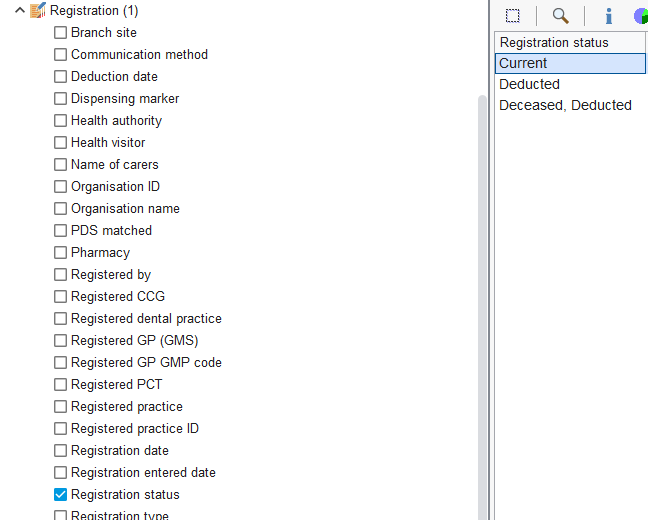 Registration (1)
Branch site
Communication method
Deduction date
Dispensing marker
Health authority
Health visitor
Name of carers
Organisation ID
Organisation name
PDS matched
Pharmacy
Registered by
Registered CCG
Registered dental practice
Registered GP (GMS)
Registered GP GMP code
Registered PCT
Registered practice
Registered practice ID
Registration date
Registration entered date
Registration status
Registration type
Registration status
Current
Deducted
Deceased, Deducted